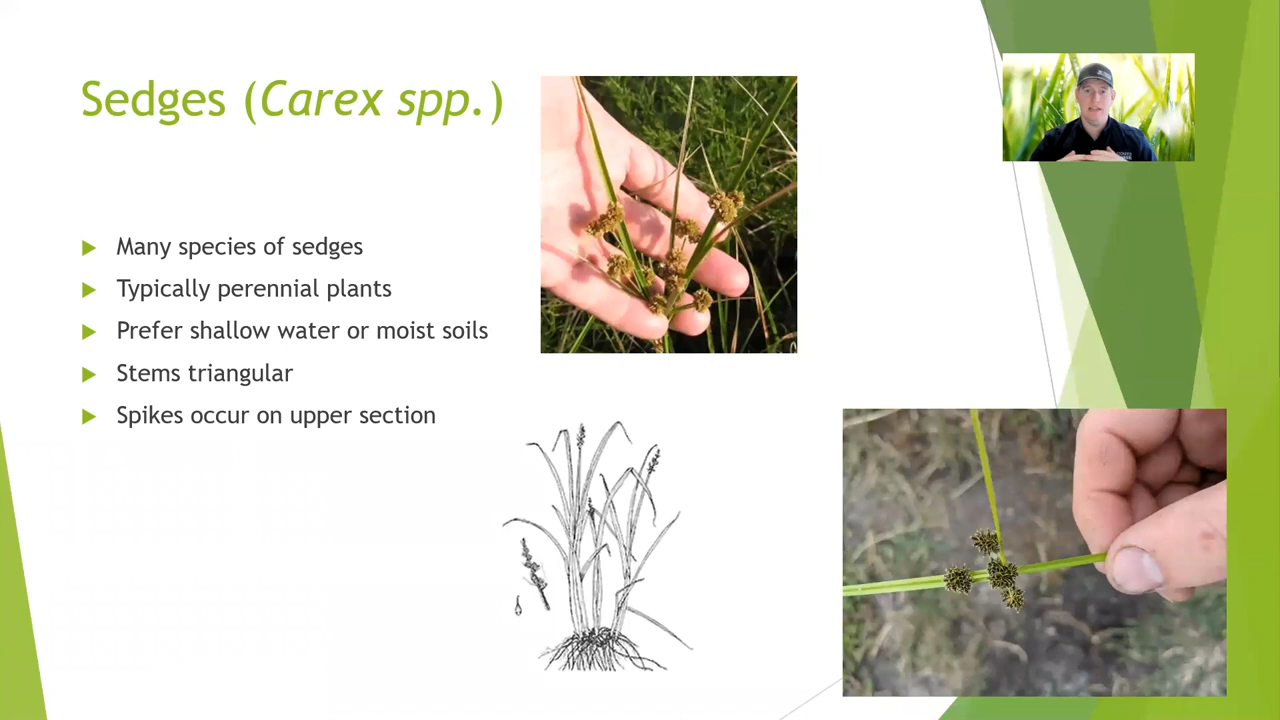 Sedges (Carex spp.)
Many species of sedges
Typically perennial plants
Prefer shallow water or moist soils
Stems triangular
Spikes occur on upper section